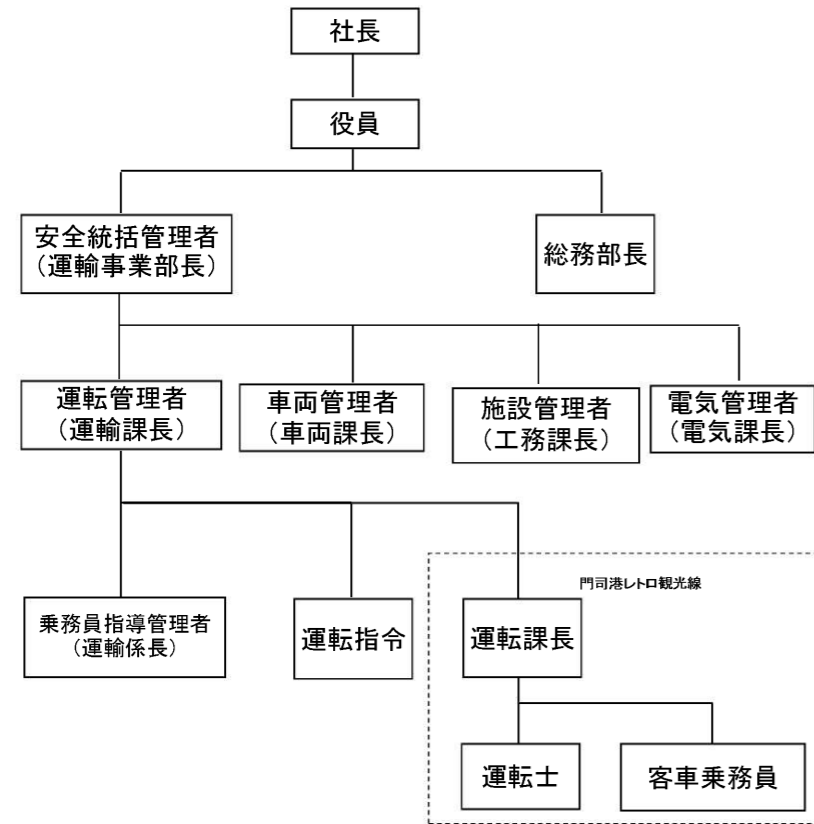 社長
役員
安全統括管理者
（運輸事業部長）
総務部長
運転管理者
（運輸課長）
車両管理者
（車両課長）
施設管理者
（工務課長）
電気管理者
（電気課長）
門司港レトロ観光線
乗務員指導管理者
（運輸係長）
運転指令
運転課長
運転士
客車乗務員